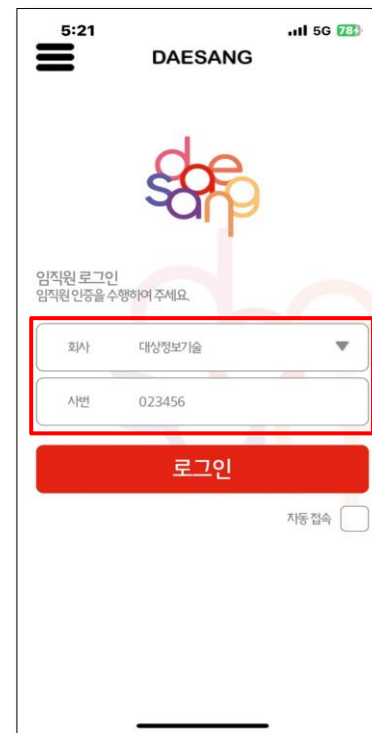 5:21 5G 78
DAESANG
daesang
임직원 로그인
임직원 인증을 수행하여 주세요.
회사 대상정보기술
사번 023456
로그인
자동 접속